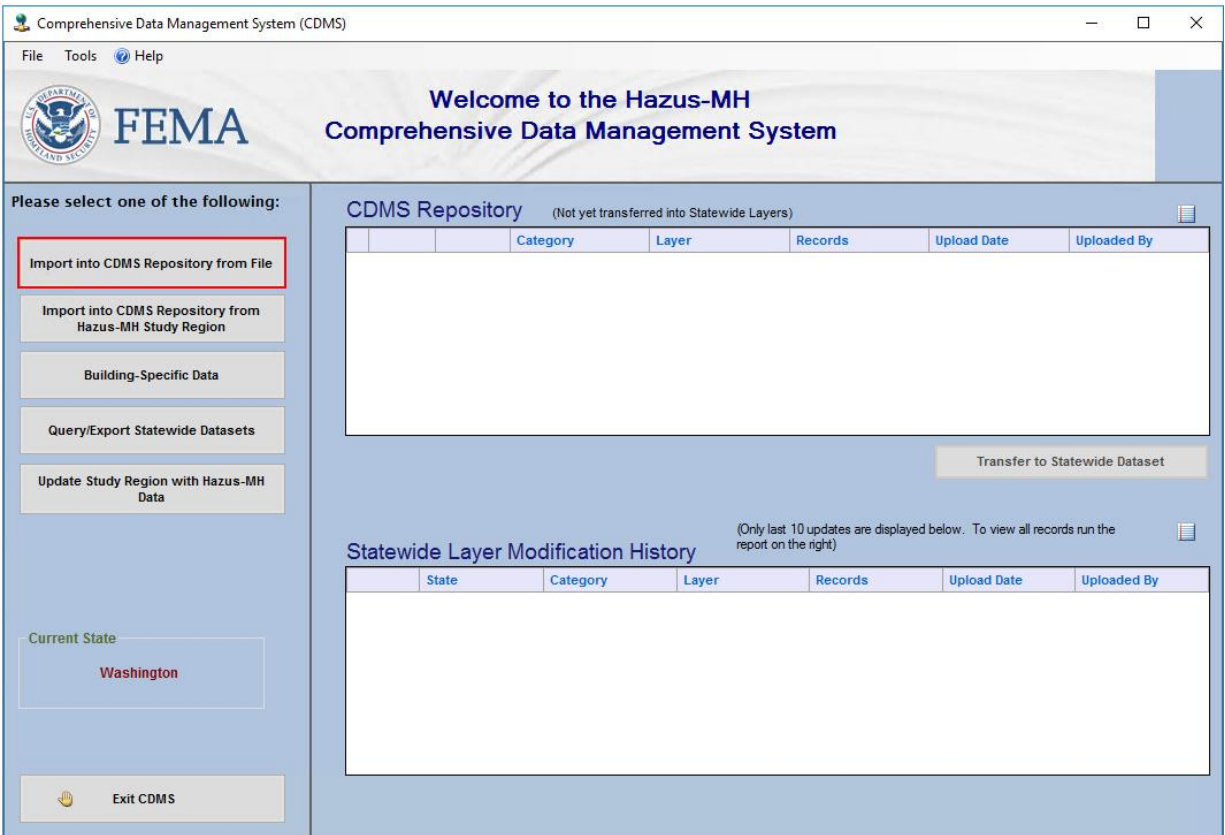 Comprehensive Data Management System (CDMS)
File Tools Help
U.S. DEPARTMENT OF HOMELAND SECURITY
FEMA
Welcome to the Hazus-MH
Comprehensive Data Management System
Please select one of the following:
Import into CDMS Repository from File
Import into CDMS Repository from
Hazus-MH Study Region
Building-Specific Data
Query/Export Statewide Datasets
Update Study Region with Hazus-MH
Data
Current State
Washington
Exit CDMS
CDMS Repository (Not yet transferred into Statewide Layers)
Category Layer Records Upload Date Uploaded By
Transfer to Statewide Dataset
(Only last 10 updates are displayed below. To view all records run the
report on the right)
Statewide Layer Modification History
State Category Layer Records Upload Date Uploaded By